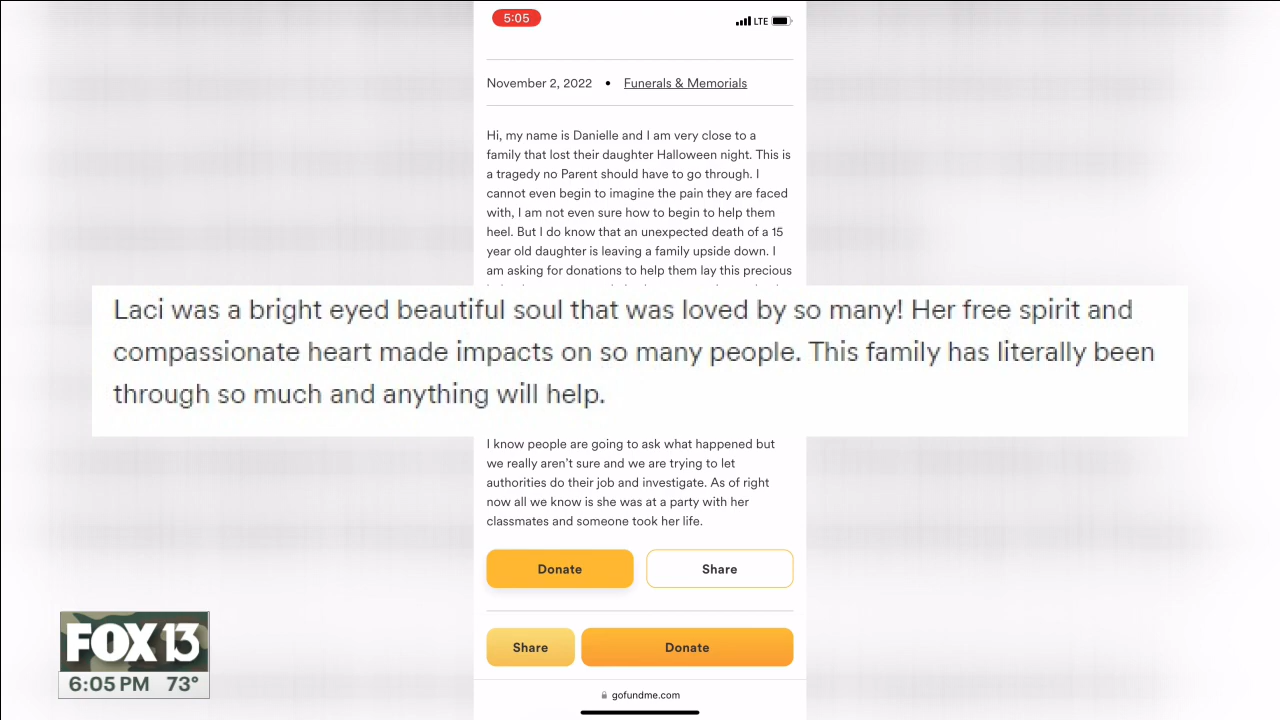 5:05
LTE
November 2, 2022 • Funerals & Memorials
Hi, my name is Danielle and I am very close to a
family that lost their daughter Halloween night. This is
a tragedy no Parent should have to go through. I
cannot even begin to imagine the pain they are faced
with, I am not even sure how to begin to help them
heel. But I do know that an unexpected death of a 15
year old daughter is leaving a family upside down. I
am asking for donations to help them lay this precious
Laci was a bright eyed beautiful soul that was loved by so many! Her free spirit and
compassionate heart made impacts on so many people. This family has literally been
through so much and anything will help.
I know people are going to ask what happened but
we really aren't sure and we are trying to let
authorities do their job and investigate. As of right
now all we know is she was at a party with her
classmates and someone took her life.
Donate
Share
Share
Donate
gofundme.com
FOX 13
6:05 PM 73°